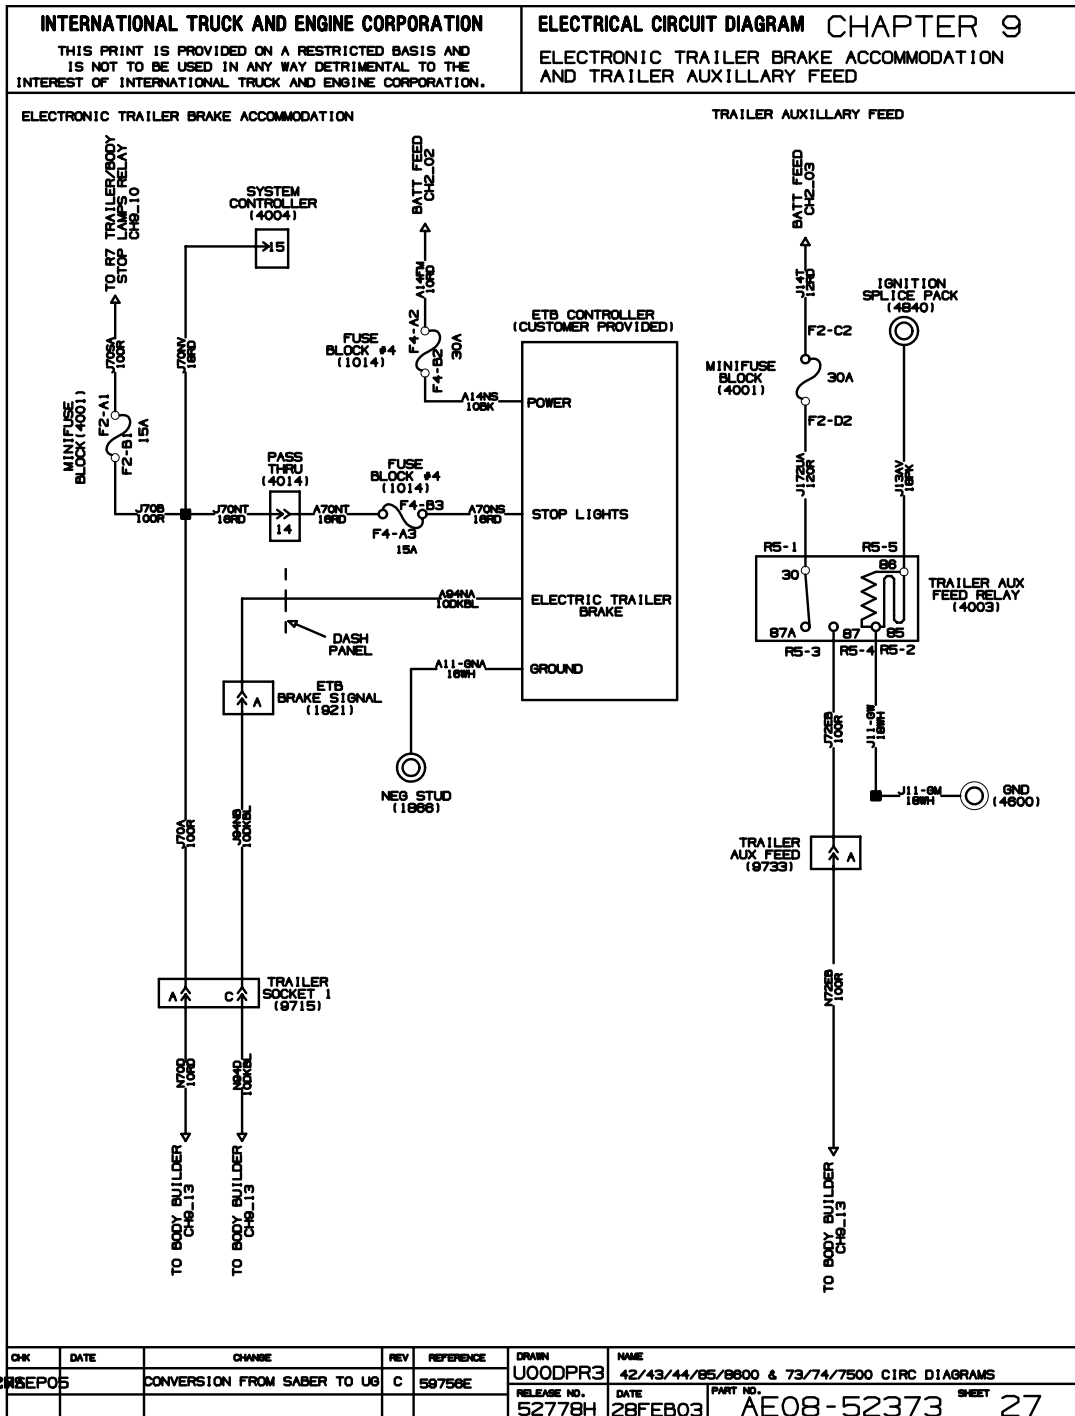 INTERNATIONAL TRUCK AND ENGINE CORPORATION
THIS PRINT IS PROVIDED ON A RESTRICTED BASIS AND
IS NOT TO BE USED IN ANY WAY DETRIMENTAL TO THE
INTEREST OF INTERNATIONAL TRUCK AND ENGINE CORPORATION.
ELECTRICAL CIRCUIT DIAGRAM CHAPTER 9
ELECTRONIC TRAILER BRAKE ACCOMMODATION
AND TRAILER AUXILLARY FEED
ELECTRONIC TRAILER BRAKE ACCOMMODATION
TRAILER AUXILLARY FEED
TO R7 TRAILER/BODY
STOP LAMPS RELAY
CH9_10
SYSTEM
CONTROLLER
(4004)
15
BATT FEED
CH2_02
BATT FEED
CH2_03
A14FM
10RD
J14T
12RD
IGNITION
SPLICE PACK
(4840)
J70SA
10OR
J70NV
18RD
FUSE
BLOCK #4
(1014)
F4-A2
F4-B2
30A
ETB CONTROLLER
(CUSTOMER PROVIDED)
F2-C2
MINIFUSE
BLOCK
(4001)
30A
F2-D2
A14NS
10BK
POWER
MINIFUSE
BLOCK(4001)
F2-A1
F2-B1
15A
PASS
THRU
(4014)
14
FUSE
BLOCK #4
(1014)
F4-B3
F4-A3
15A
J172UA
12OR
J13AV
18PK
J70B
10OR
J70NT
16RD
A70NT
16RD
A70NS
16RD
STOP LIGHTS
R5-1
R5-5
30
86
TRAILER AUX
FEED RELAY
(4003)
87A
87
85
R5-3
R5-4
R5-2
A94NA
10DKBL
ELECTRIC TRAILER
BRAKE
DASH
PANEL
A11-GNA
16WH
GROUND
ETB
BRAKE SIGNAL
(1921)
A
J72EB
10OR
J11-GW
18WH
NEG STUD
(1866)
J11-GM
18WH
GND
(4600)
J70A
10OR
J94NB
10DKBL
TRAILER
AUX FEED
(9733)
A
A
C
TRAILER
SOCKET 1
(9715)
N72EB
10OR
N70D
10RD
N94D
10DKBL
TO BODY BUILDER
CH9_13
TO BODY BUILDER
CH9_13
TO BODY BUILDER
CH9_13
CHK
DATE
CHANGE
REV
REFERENCE
CONVERSION FROM SABER TO UG
C
59756E
DRAWN
U00DPR3
NAME
42/43/44/85/8600 & 73/74/7500 CIRC DIAGRAMS
RELEASE NO.
52778H
DATE
28FEB03
PART NO.
AE08-52373
SHEET
27